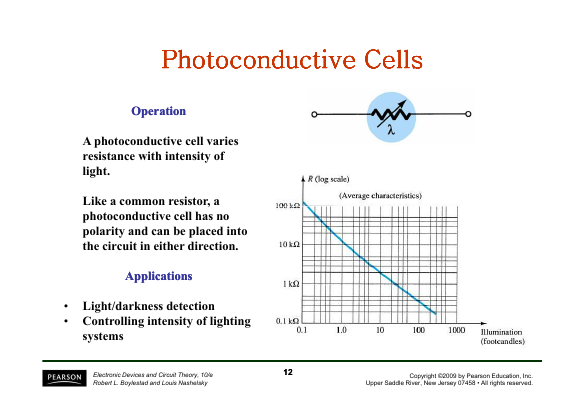 Photoconductive Cells
Operation
A photoconductive cell varies
resistance with intensity of
light.
Like a common resistor, a
photoconductive cell has no
polarity and can be placed into
the circuit in either direction.
Applications
• Light/darkness detection
• Controlling intensity of lighting
systems
λ
R (log scale)
(Average characteristics)
100 kΩ
10 kΩ
1 kΩ
0.1 kΩ
0.1 1.0 10 100 1000
Illumination
(footcandles)
PEARSON
Electronic Devices and Circuit Theory, 10/e
Robert L. Boylestad and Louis Nashelsky
12
Copyright ©2009 by Pearson Education, Inc.
Upper Saddle River, New Jersey 07458 • All rights reserved.